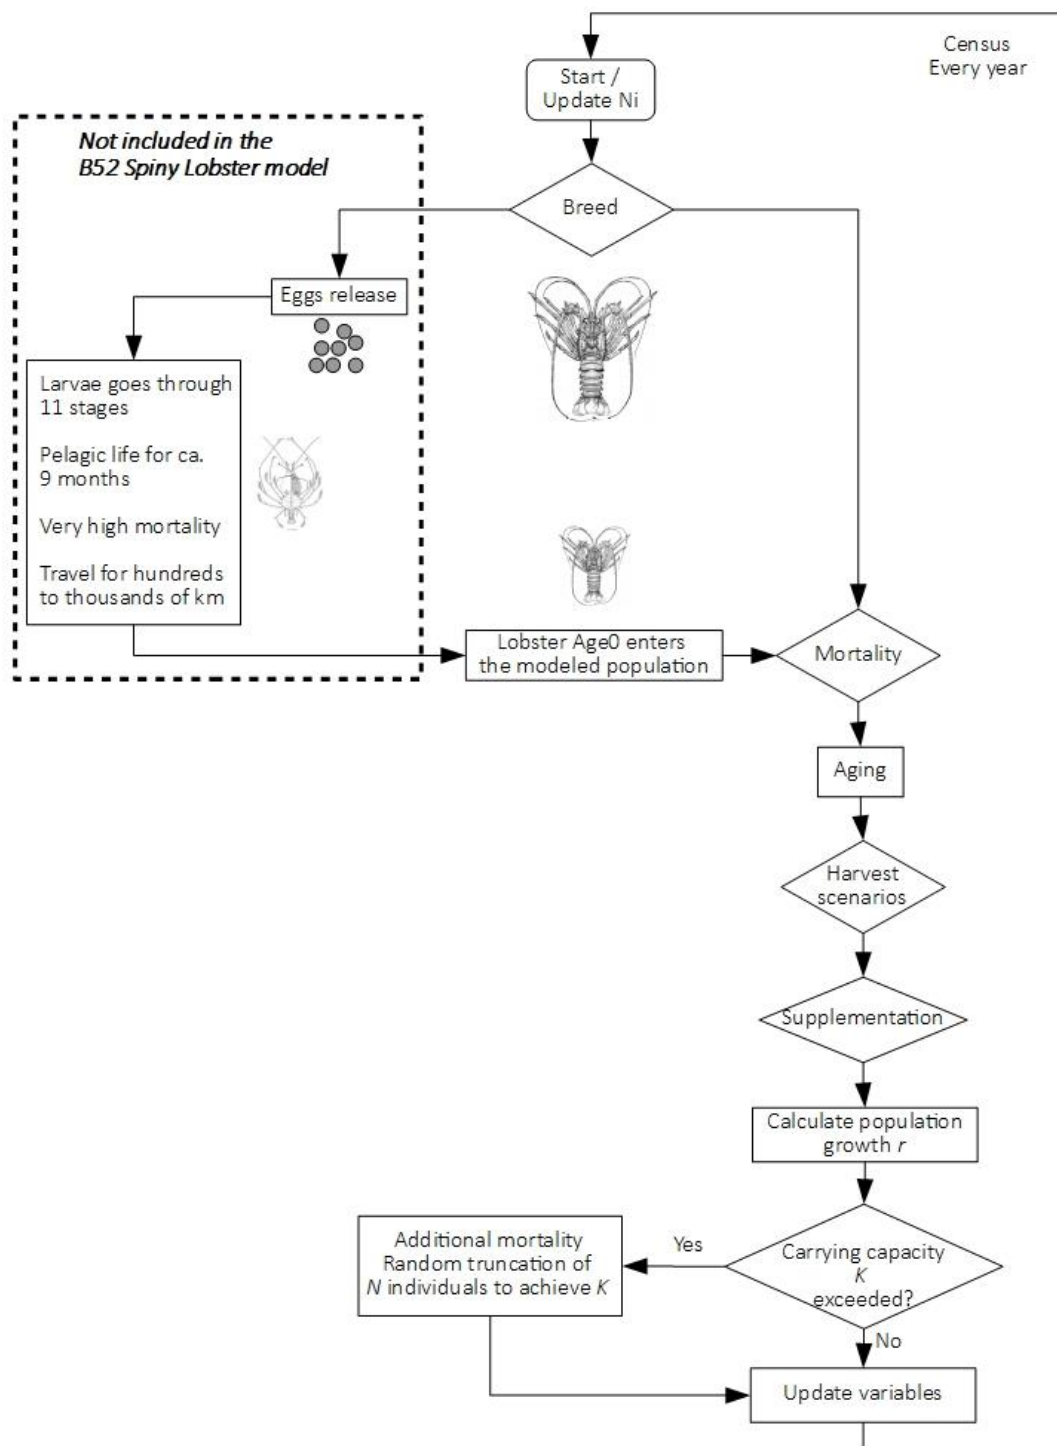 Census
Every year
Start /
Update Ni
Not included in the
B52 Spiny Lobster model
Breed
Eggs release
Larvae goes through
11 stages
Pelagic life for ca.
9 months
Very high mortality
Travel for hundreds
to thousands of km
Lobster Age0 enters
the modeled population
Mortality
Aging
Harvest
scenarios
Supplementation
Calculate population
growth r
Carrying capacity
K
exceeded?
Yes
Additional mortality
Random truncation of
N individuals to achieve K
No
Update variables